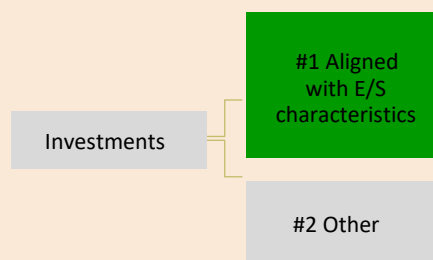 #1 Aligned
with E/S
characteristics
Investments
#2 Other